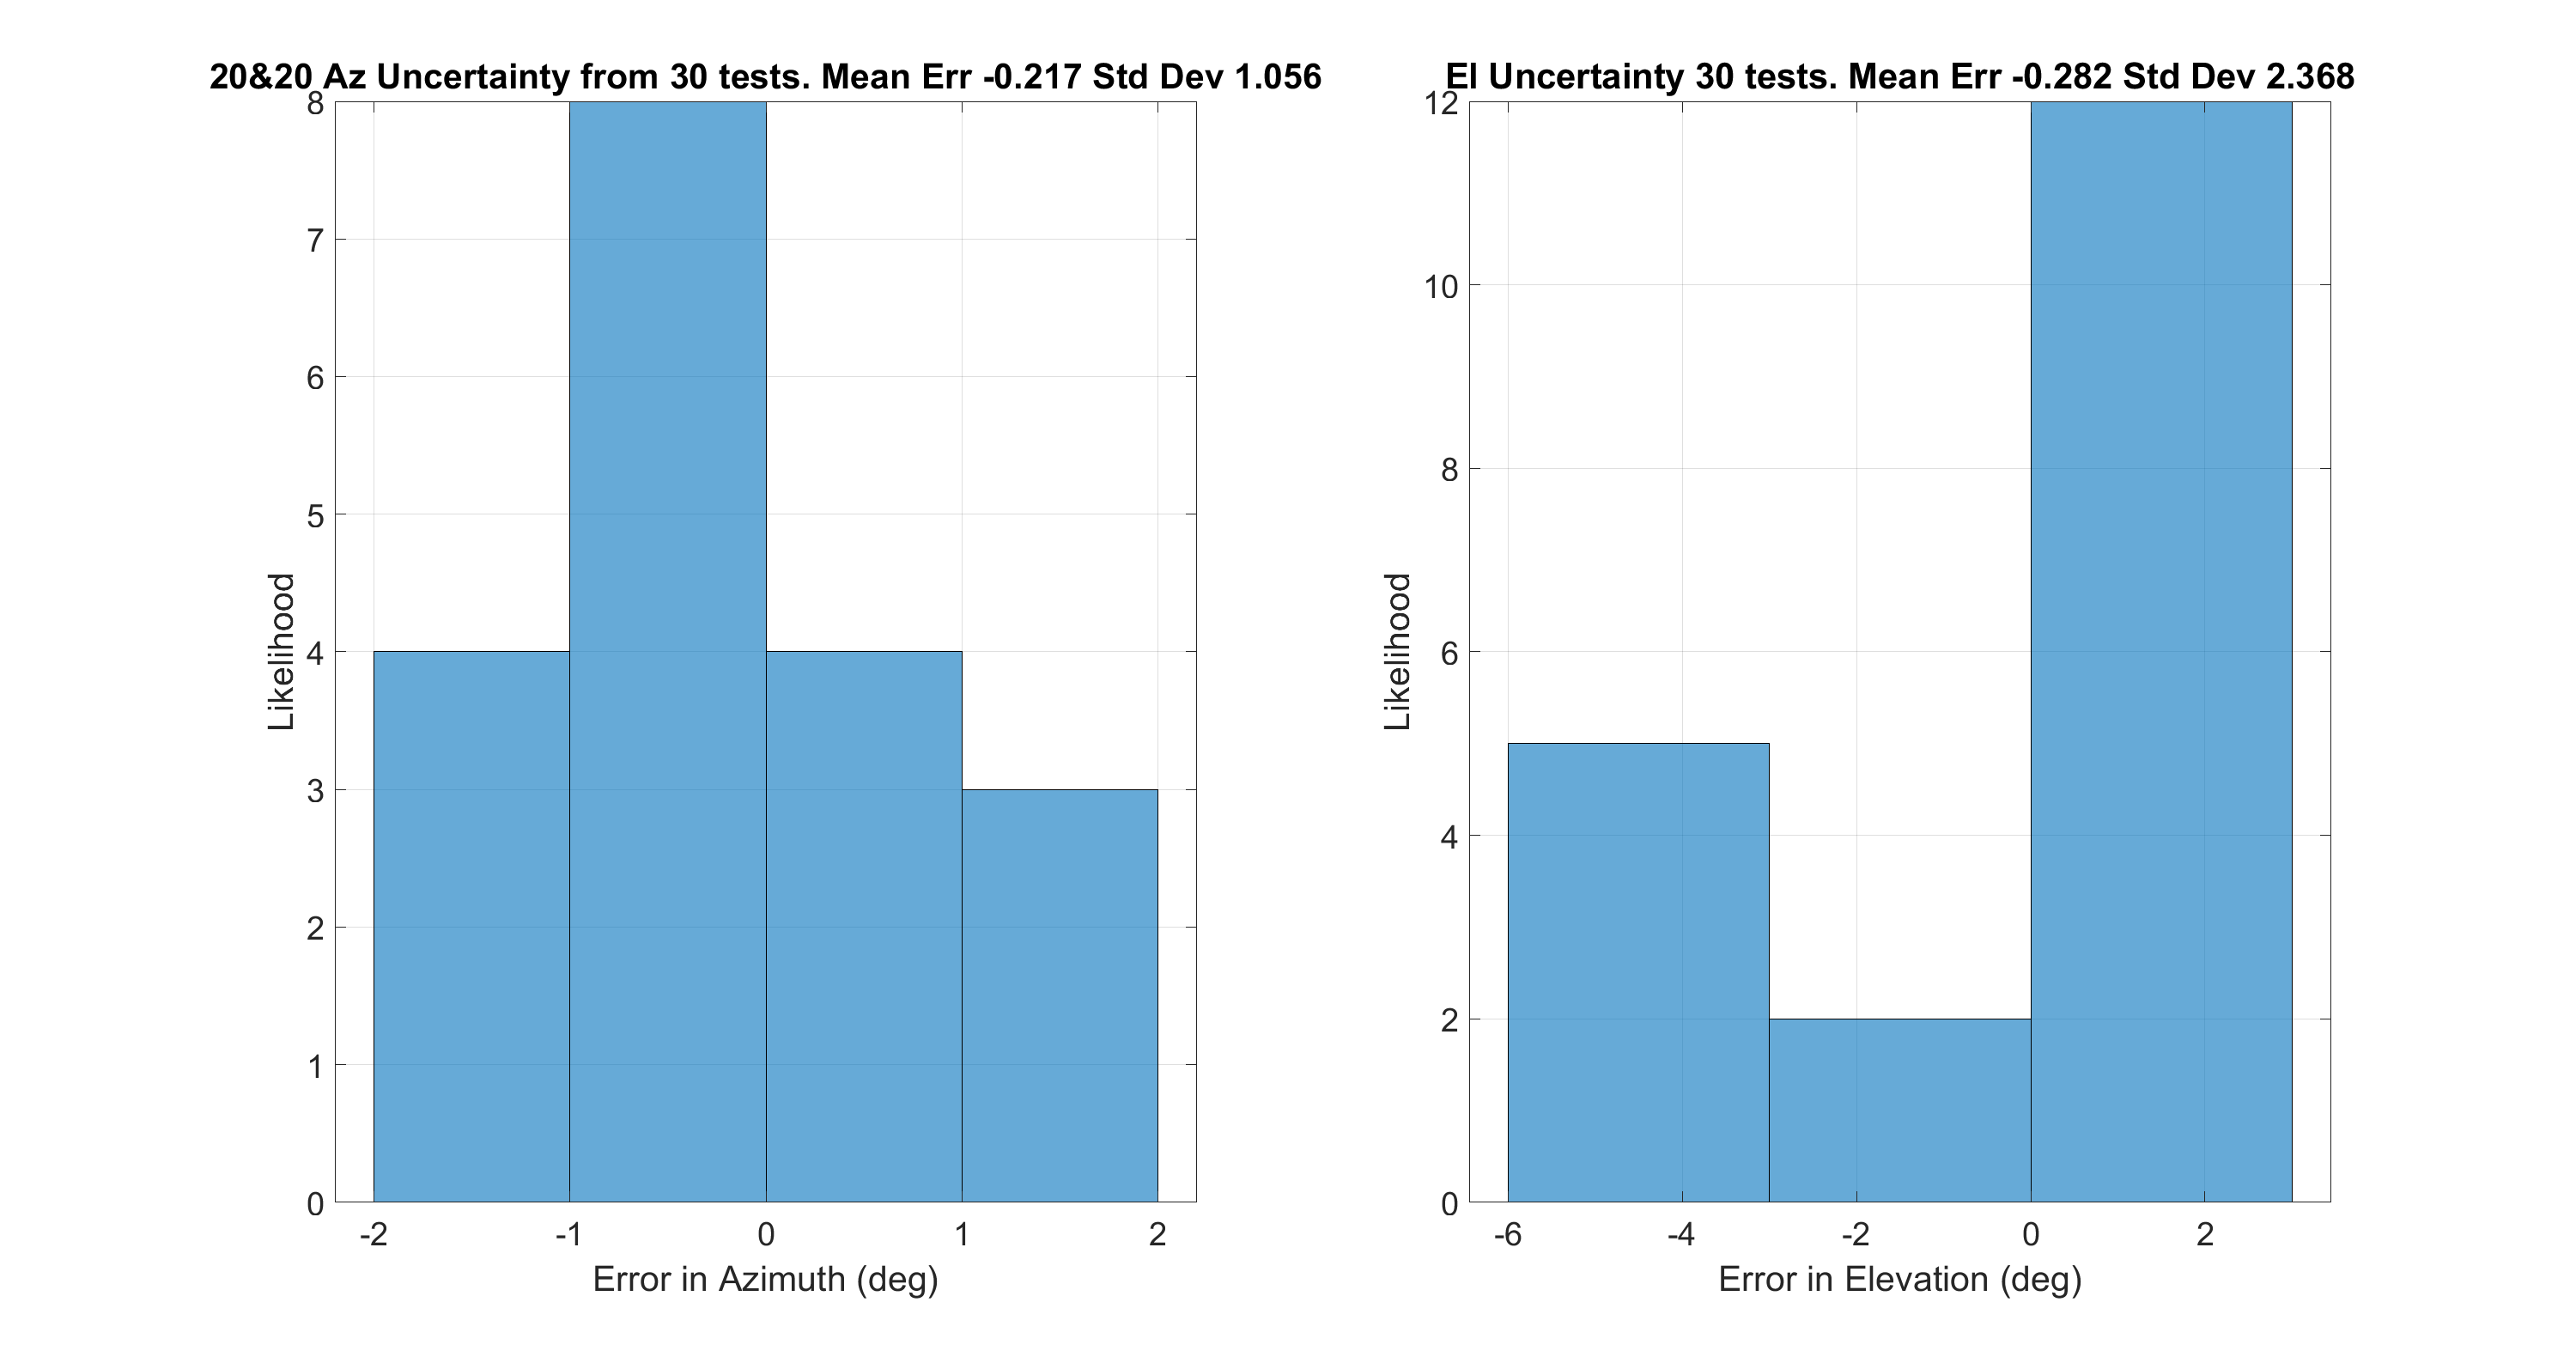 20&20 Az Uncertainty from 30 tests. Mean Err -0.217 Std Dev 1.056
8
7
6
5
4
3
2
1
0
Likelihood
-2 -1 0 1 2
Error in Azimuth (deg)
El Uncertainty 30 tests. Mean Err -0.282 Std Dev 2.368
12
10
8
6
4
2
0
Likelihood
-6 -4 -2 0 2
Error in Elevation (deg)